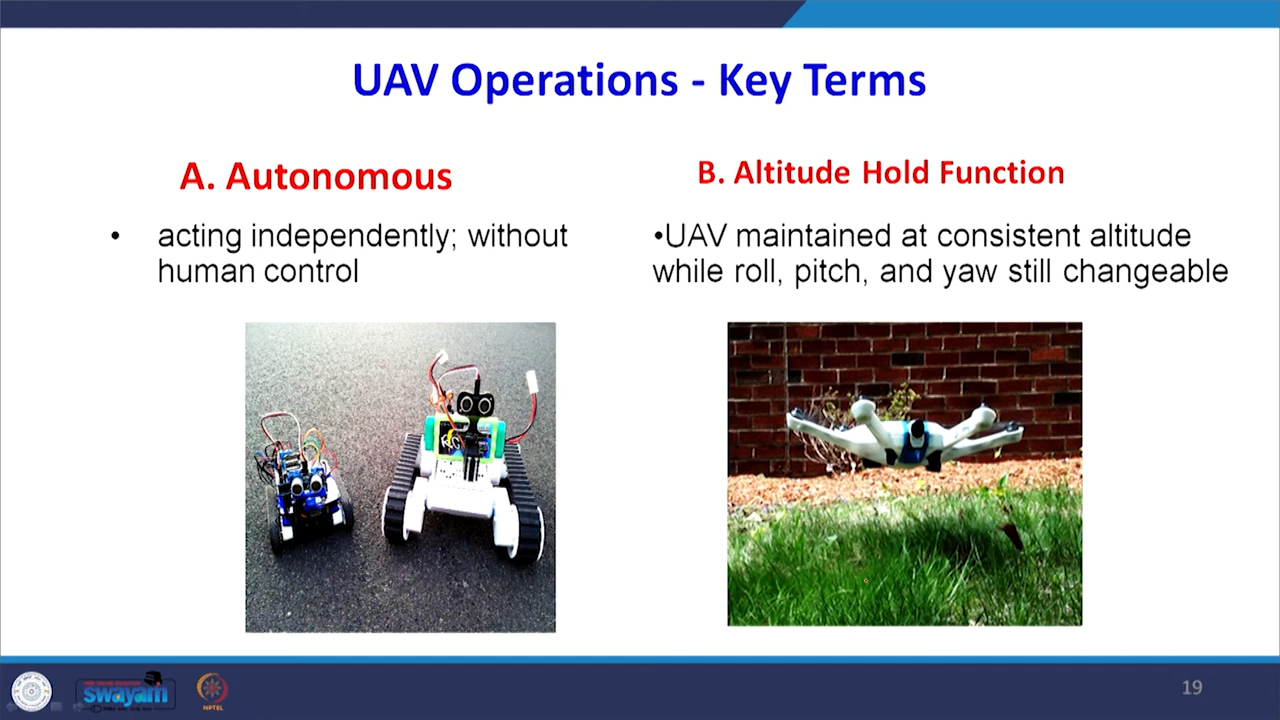 UAV Operations - Key Terms
A. Autonomous
• acting independently; without
human control
B. Altitude Hold Function
•UAV maintained at consistent altitude
while roll, pitch, and yaw still changeable
swayam
NPTEL
19